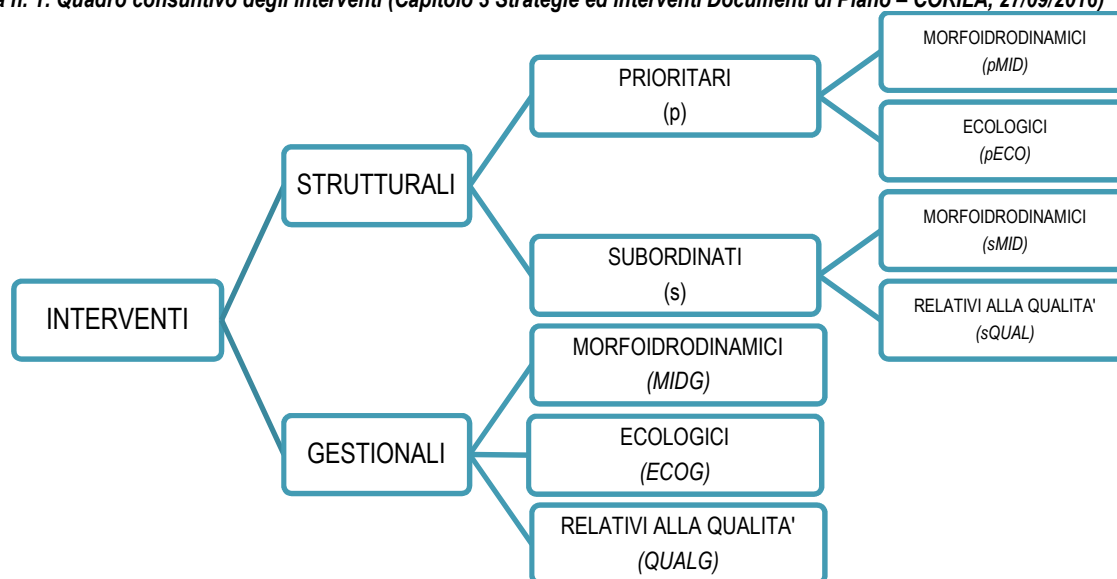 n. 1. Quadro consuntivo degli interventi (Capitolo 3 Strategie ed Interventi Documenti di Piano – CORILA, 27/09/2016)
MORFOIDRODINAMICI
(pMID)
PRIORITARI
(p)
ECOLOGICI
(pECO)
STRUTTURALI
MORFOIDRODINAMICI
(sMID)
SUBORDINATI
(s)
RELATIVI ALLA QUALITA'
(sQUAL)
INTERVENTI
MORFOIDRODINAMICI
(MIDG)
GESTIONALI
ECOLOGICI
(ECOG)
RELATIVI ALLA QUALITA'
(QUALG)